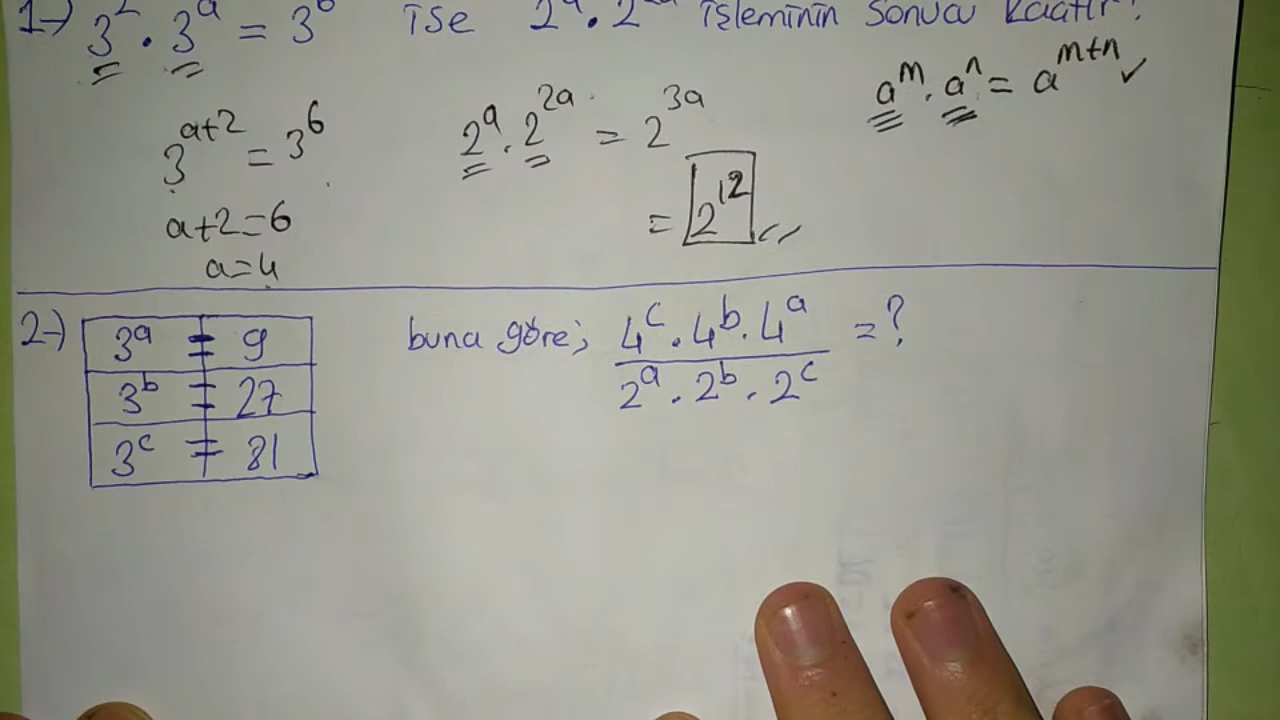 1-) 3² . 3ᵃ = 3⁶ ise 2ᵃ . 2²ᵃ işleminin sonucu kaçtır?
3ᵃ⁺² = 3⁶
a+2=6
a=4
2ᵃ . 2²ᵃ = 2³ᵃ
= 2¹²
aᵐ . aⁿ = aᵐ⁺ⁿ ✓
2-) buna göre; 4ᶜ . 4ᵇ . 4ᵃ / 2ᵃ . 2ᵇ . 2ᶜ = ?
3ᵃ = 9
3ᵇ = 27
3ᶜ = 81